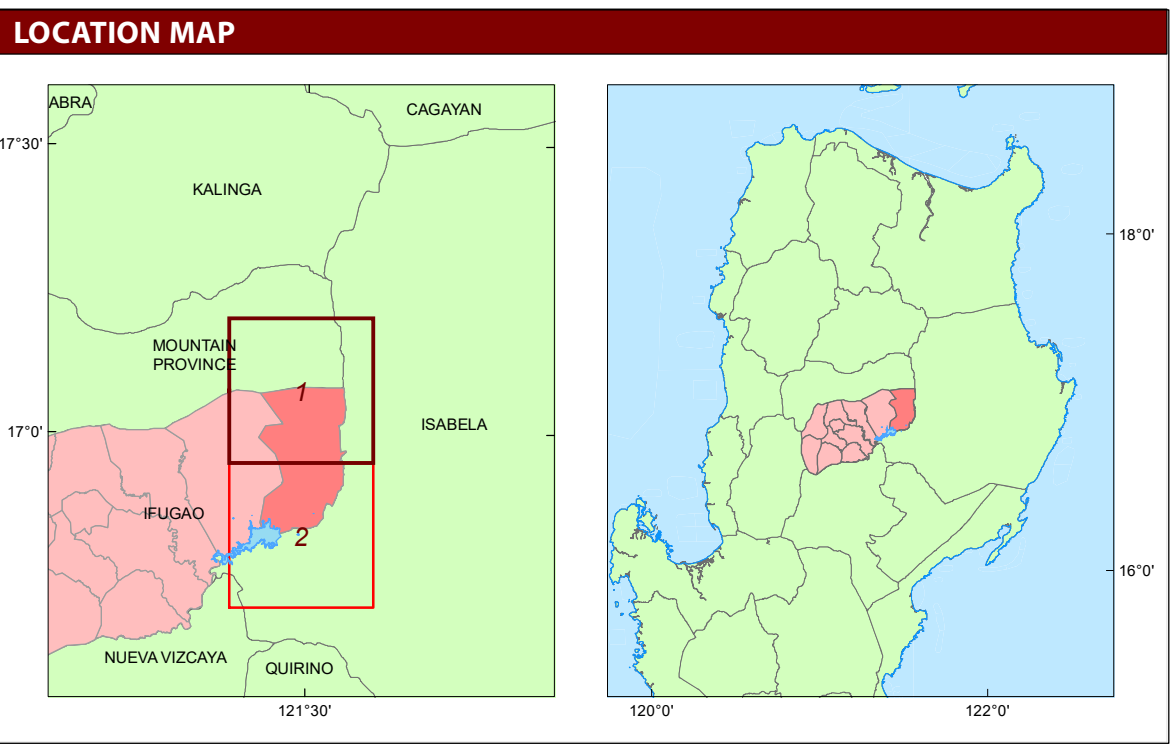 LOCATION MAP
ABRA
CAGAYAN
17°30'
KALINGA
MOUNTAIN
PROVINCE
1
ISABELA
17°0'
IFUGAO
2
NUEVA VIZCAYA
QUIRINO
121°30'
18°0'
16°0'
120°0'
122°0'